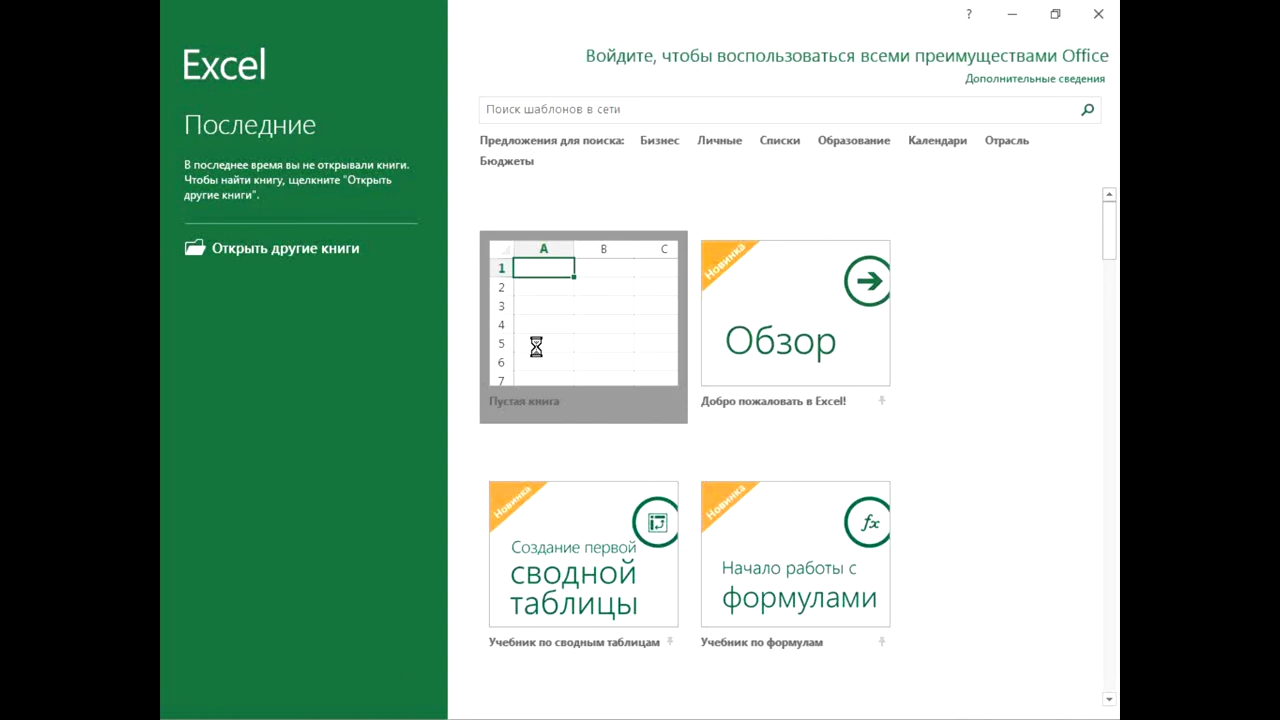 ?
Excel
Войдите, чтобы воспользоваться всеми преимуществами Office
Дополнительные сведения
Последние
В последнее время вы не открывали книги.
Чтобы найти книгу, щелкните "Открыть
другие книги".
Открыть другие книги
Поиск шаблонов в сети
Предложения для поиска: Бизнес Личные Списки Образование Календари Отрасль
Бюджеты
A B C
1
2
3
4
5
6
7
Пустая книга
Новинка
Обзор
Добро пожаловать в Excel!
Новинка
Создание первой
сводной
таблицы
Учебник по сводным таблицам
Новинка
fx
Начало работы с
формулами
Учебник по формулам